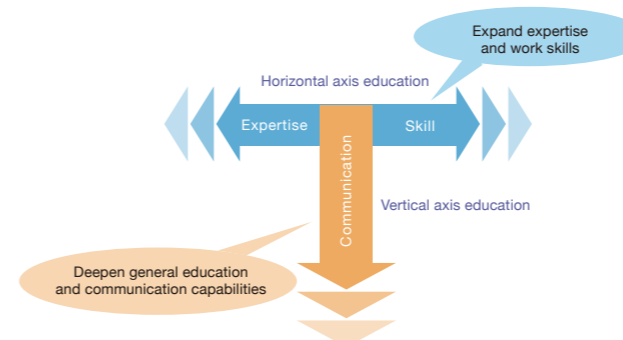 Expand expertise
and work skills
Horizontal axis education
Expertise
Skill
Communication
Vertical axis education
Deepen general education
and communication capabilities